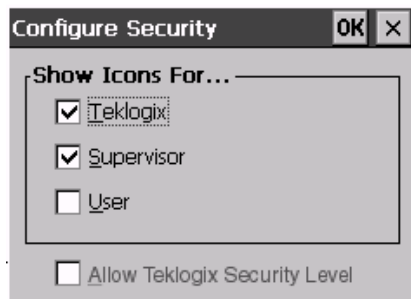 Configure Security OK ×
Show Icons For...
Teklogix
Supervisor
User
Allow Teklogix Security Level